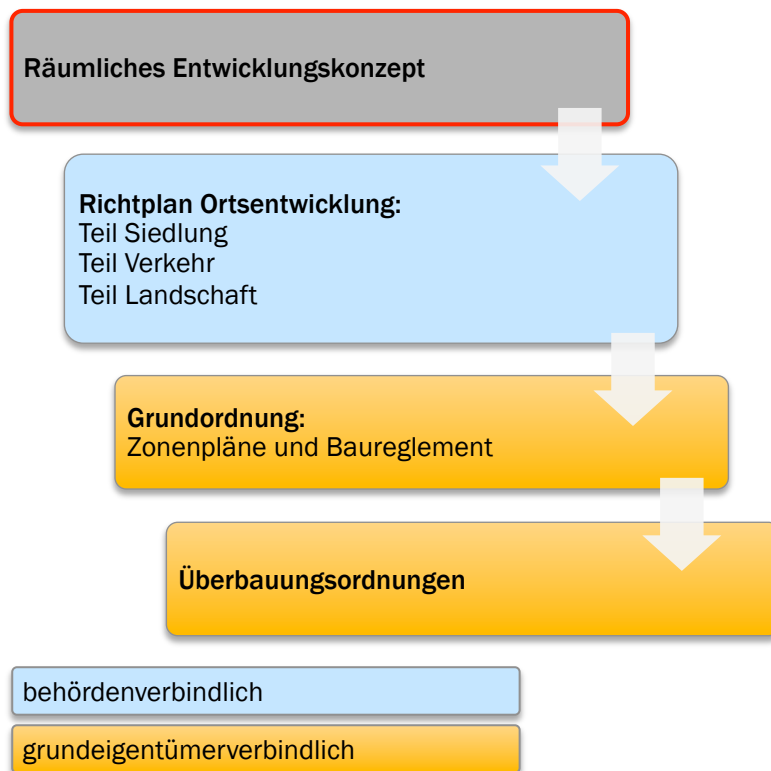 Räumliches Entwicklungskonzept
Richtplan Ortsentwicklung:
Teil Siedlung
Teil Verkehr
Teil Landschaft
Grundordnung:
Zonenpläne und Baureglement
Überbauungsordnungen
behördenverbindlich
grundeigentümerverbindlich